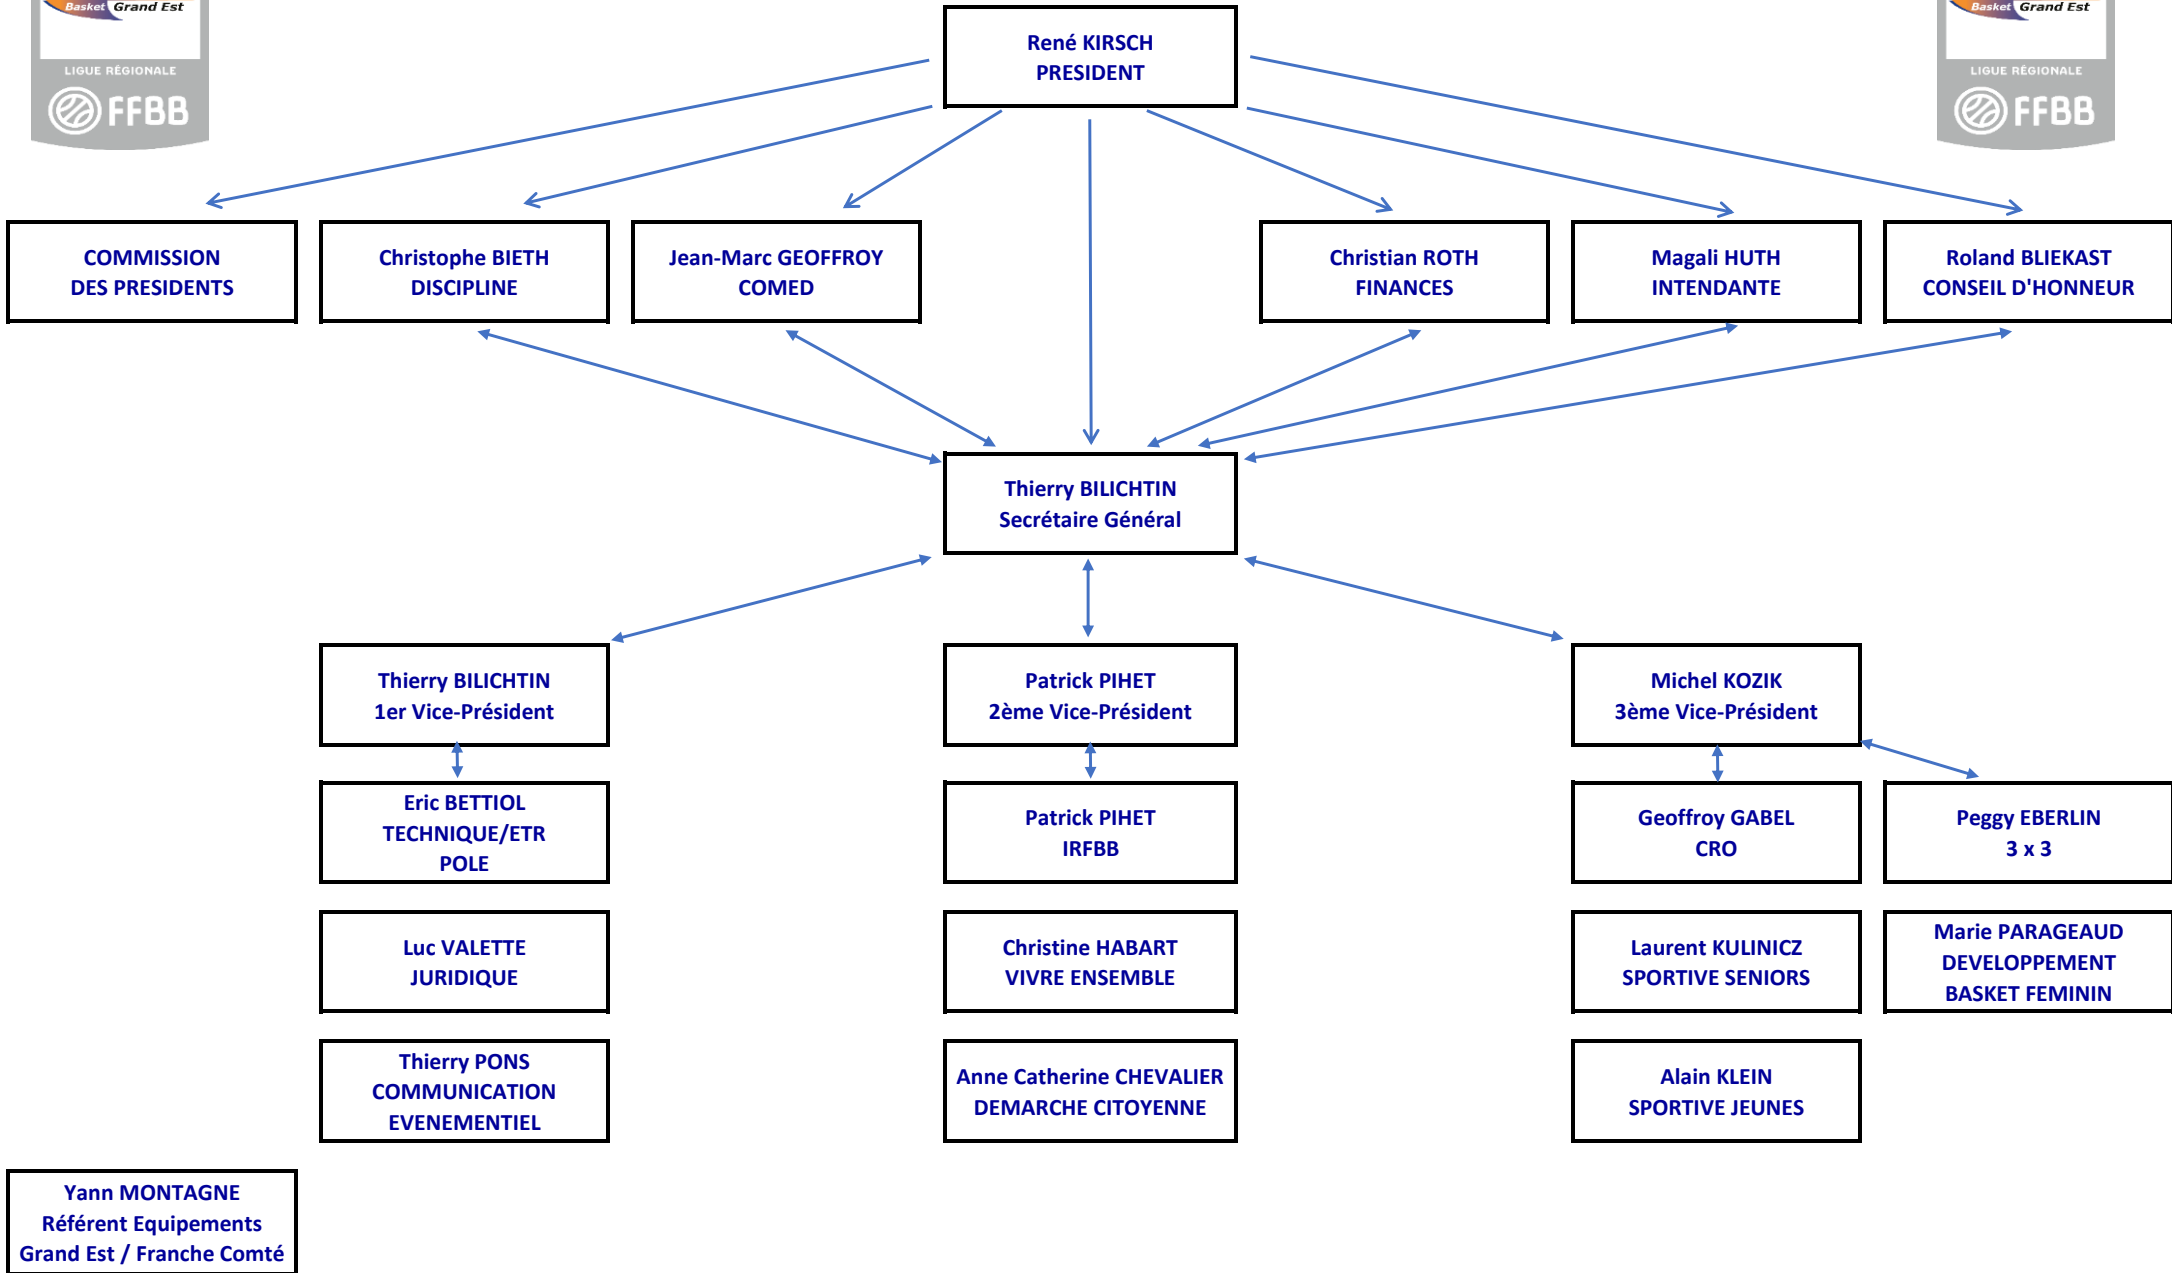 Basket Grand Est
LIGUE RÉGIONALE
FFBB
René KIRSCH
PRESIDENT
Basket Grand Est
LIGUE RÉGIONALE
FFBB
COMMISSION
DES PRESIDENTS
Christophe BIETH
DISCIPLINE
Jean-Marc GEOFFROY
COMED
Christian ROTH
FINANCES
Magali HUTH
INTENDANTE
Roland BLIEKAST
CONSEIL D'HONNEUR
Thierry BILICHTIN
Secrétaire Général
Thierry BILICHTIN
1er Vice-Président
Patrick PIHET
2ème Vice-Président
Michel KOZIK
3ème Vice-Président
Eric BETTIOL
TECHNIQUE/ETR
POLE
Patrick PIHET
IRFBB
Geoffroy GABEL
CRO
Peggy EBERLIN
3 x 3
Luc VALETTE
JURIDIQUE
Christine HABART
VIVRE ENSEMBLE
Laurent KULINICZ
SPORTIVE SENIORS
Marie PARAGEAUD
DEVELOPPEMENT
BASKET FEMININ
Thierry PONS
COMMUNICATION
EVENEMENTIEL
Anne Catherine CHEVALIER
DEMARCHE CITOYENNE
Alain KLEIN
SPORTIVE JEUNES
Yann MONTAGNE
Référent Equipements
Grand Est / Franche Comté